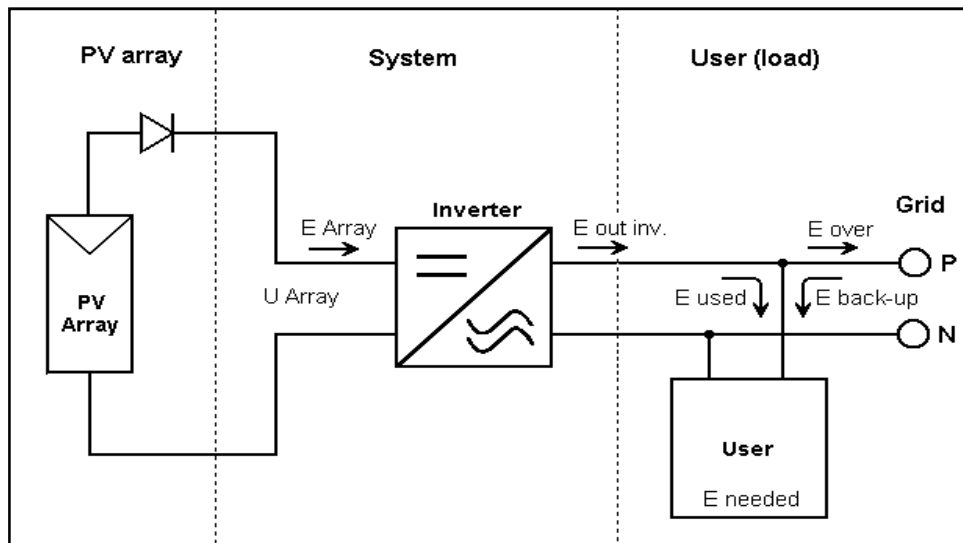 PV array
System
User (load)
Inverter
Grid
E Array
E out inv.
E over
P
PV
Array
U Array
E used
E back-up
N
User
E needed